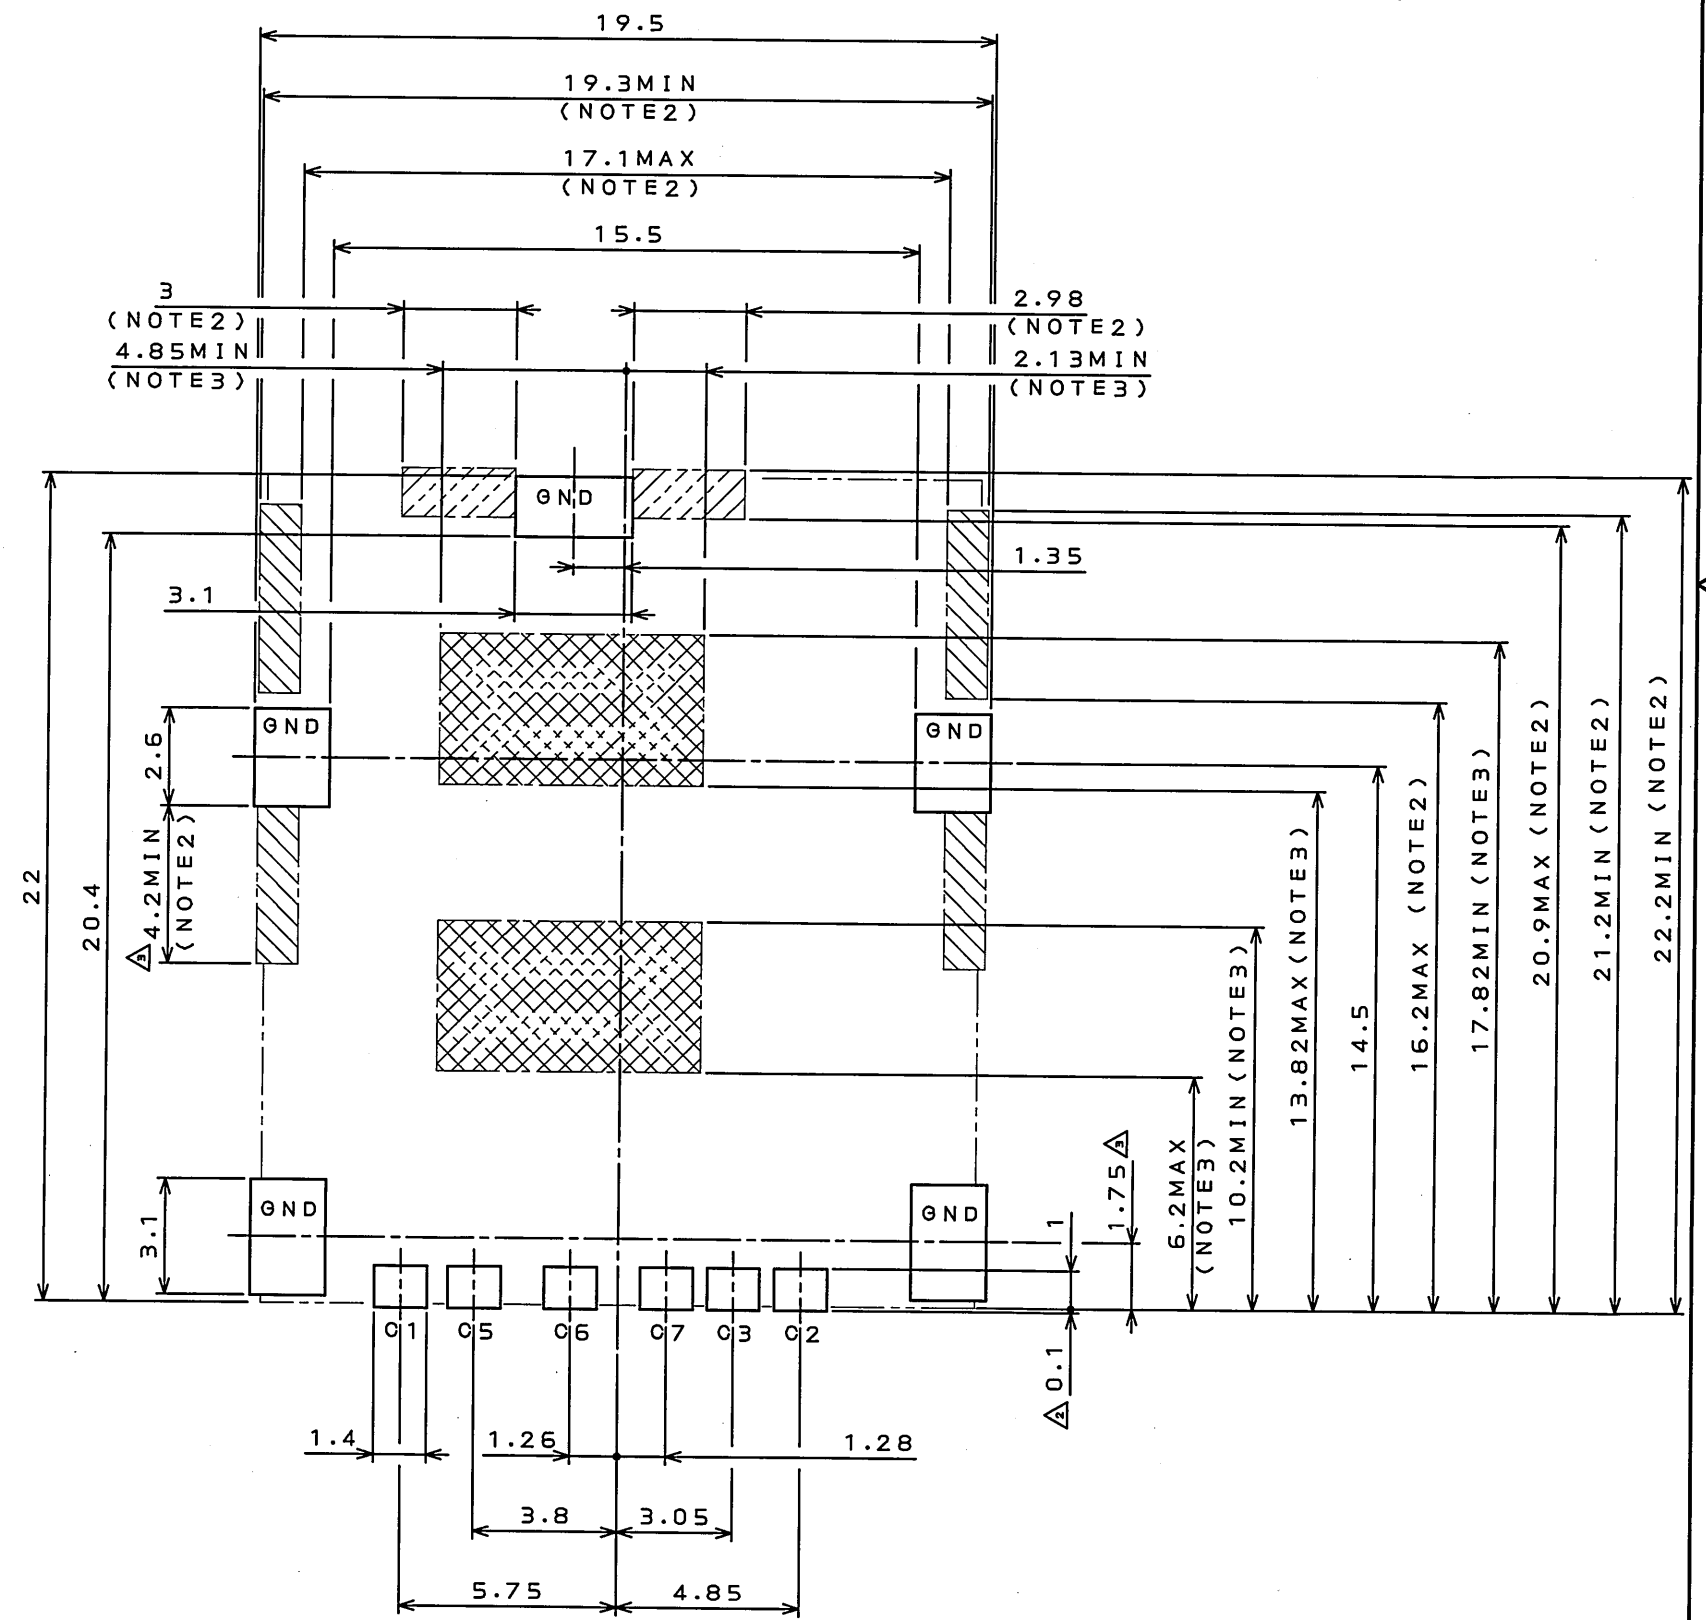 19.5
19.3MIN
(NOTE2)
17.1MAX
(NOTE2)
15.5
3
(NOTE2)
2.98
(NOTE2)
4.85MIN
(NOTE3)
2.13MIN
(NOTE3)
GND
1.35
3.1
GND
GND
2.6
4.2MIN
(NOTE2)
3
22
20.4
22.2MIN (NOTE2)
21.2MIN (NOTE2)
20.9MAX (NOTE2)
17.82MIN (NOTE3)
16.2MAX (NOTE2)
14.5
13.82MAX (NOTE3)
10.2MIN (NOTE3)
6.2MAX
(NOTE3)
1.75 3
1
GND
GND
3.1
C1 C5 C6 C7 C3 C2
2 0.1
1.4
1.26
1.28
3.8
3.05
5.75
4.85